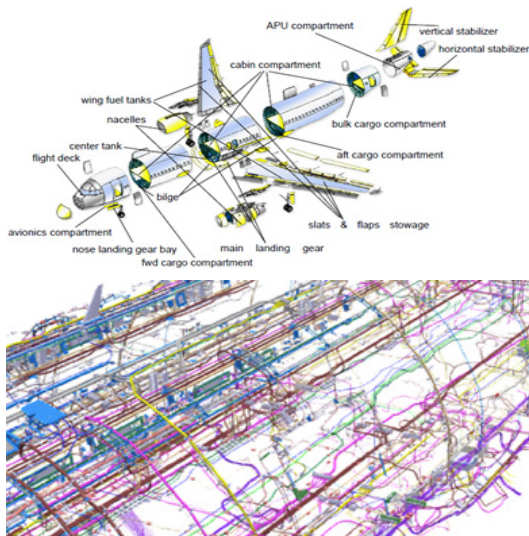 APU compartment
vertical stabilizer
horizontal stabilizer
cabin compartment
wing fuel tanks
bulk cargo compartment
nacelles
center tank
aft cargo compartment
flight deck
bilge
slats & flaps stowage
avionics compartment
nose landing gear bay
main landing gear
fwd cargo compartment